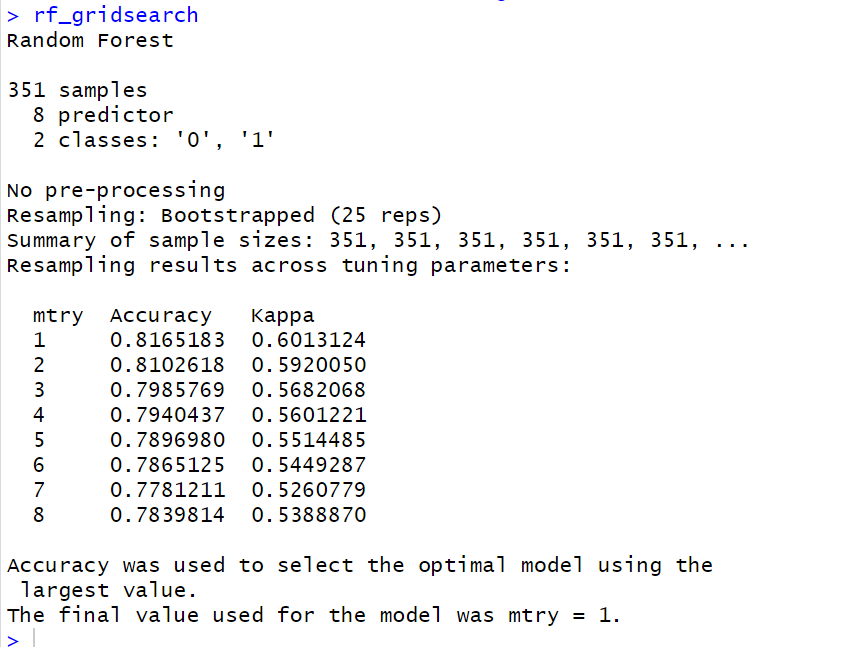 > rf_gridsearch
Random Forest
351 samples
8 predictor
2 classes: '0', '1'
No pre-processing
Resampling: Bootstrapped (25 reps)
Summary of sample sizes: 351, 351, 351, 351, 351, 351, ...
Resampling results across tuning parameters:
mtry Accuracy Kappa
1 0.8165183 0.6013124
2 0.8102618 0.5920050
3 0.7985769 0.5682068
4 0.7940437 0.5601221
5 0.7896980 0.5514485
6 0.7865125 0.5449287
7 0.7781211 0.5260779
8 0.7839814 0.5388870
Accuracy was used to select the optimal model using the
largest value.
The final value used for the model was mtry = 1.
>